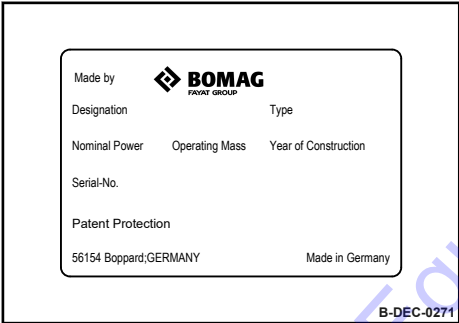 Made by BOMAG
FAYAT GROUP
Designation Type
Nominal Power Operating Mass Year of Construction
Serial-No.
Patent Protection
56154 Boppard;GERMANY Made in Germany
B-DEC-0271